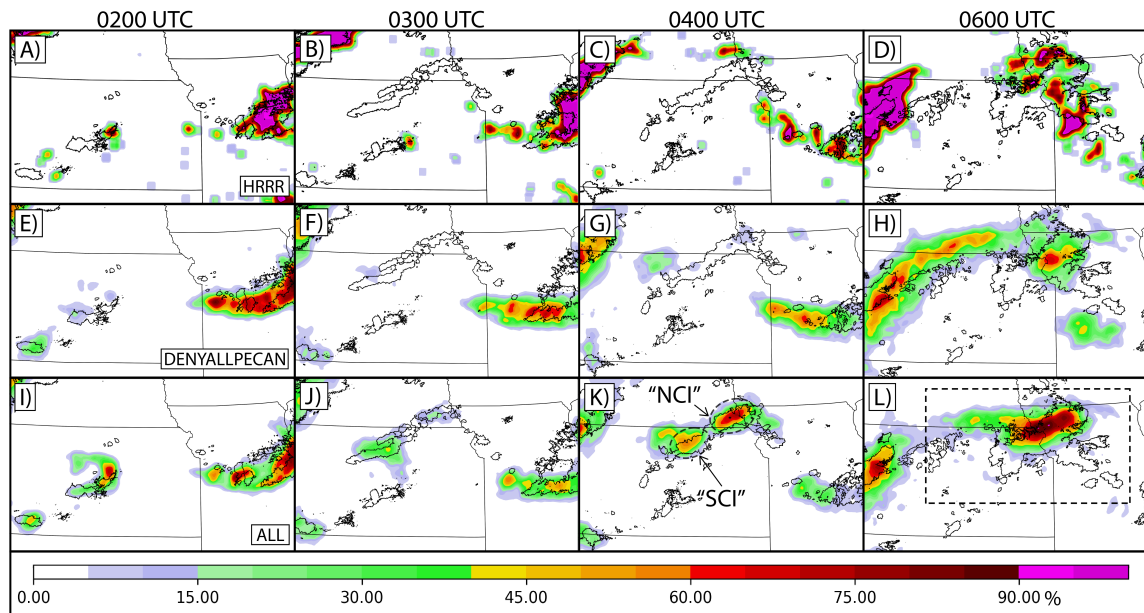 0200 UTC 0300 UTC 0400 UTC 0600 UTC
A) B) C) D)
HRRR
E) F) G) H)
DENYALLPECAN
I) J) K) L)
"NCI"
"SCI"
ALL
0.00 15.00 30.00 45.00 60.00 75.00 90.00 %